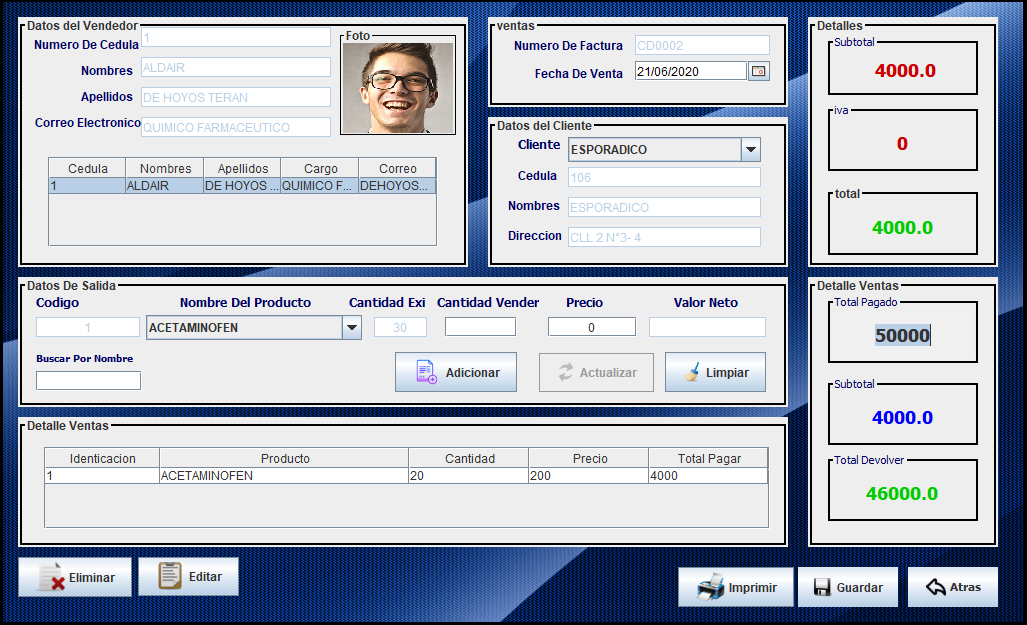 Datos del Vendedor
Numero De Cedula 1
Nombres ALDAIR
Apellidos DE HOYOS TERAN
Correo Electronico QUIMICO FARMACEUTICO
Foto
Cedula Nombres Apellidos Cargo Correo
1 ALDAIR DE HOYOS ... QUIMICO F... DEHOYOS...
ventas
Numero De Factura CD0002
Fecha De Venta 21/06/2020
Datos del Cliente
Cliente ESPORADICO
Cedula 106
Nombres ESPORADICO
Direccion CLL 2 N°3- 4
Detalles
Subtotal
4000.0
iva
0
total
4000.0
Datos De Salida
Codigo Nombre Del Producto Cantidad Exi Cantidad Vender Precio Valor Neto
1 ACETAMINOFEN 30 0
Buscar Por Nombre
Adicionar Actualizar Limpiar
Detalle Ventas
Identicacion Producto Cantidad Precio Total Pagar
1 ACETAMINOFEN 20 200 4000
Detalle Ventas
Total Pagado
50000
Subtotal
4000.0
Total Devolver
46000.0
Eliminar Editar Imprimir Guardar Atras